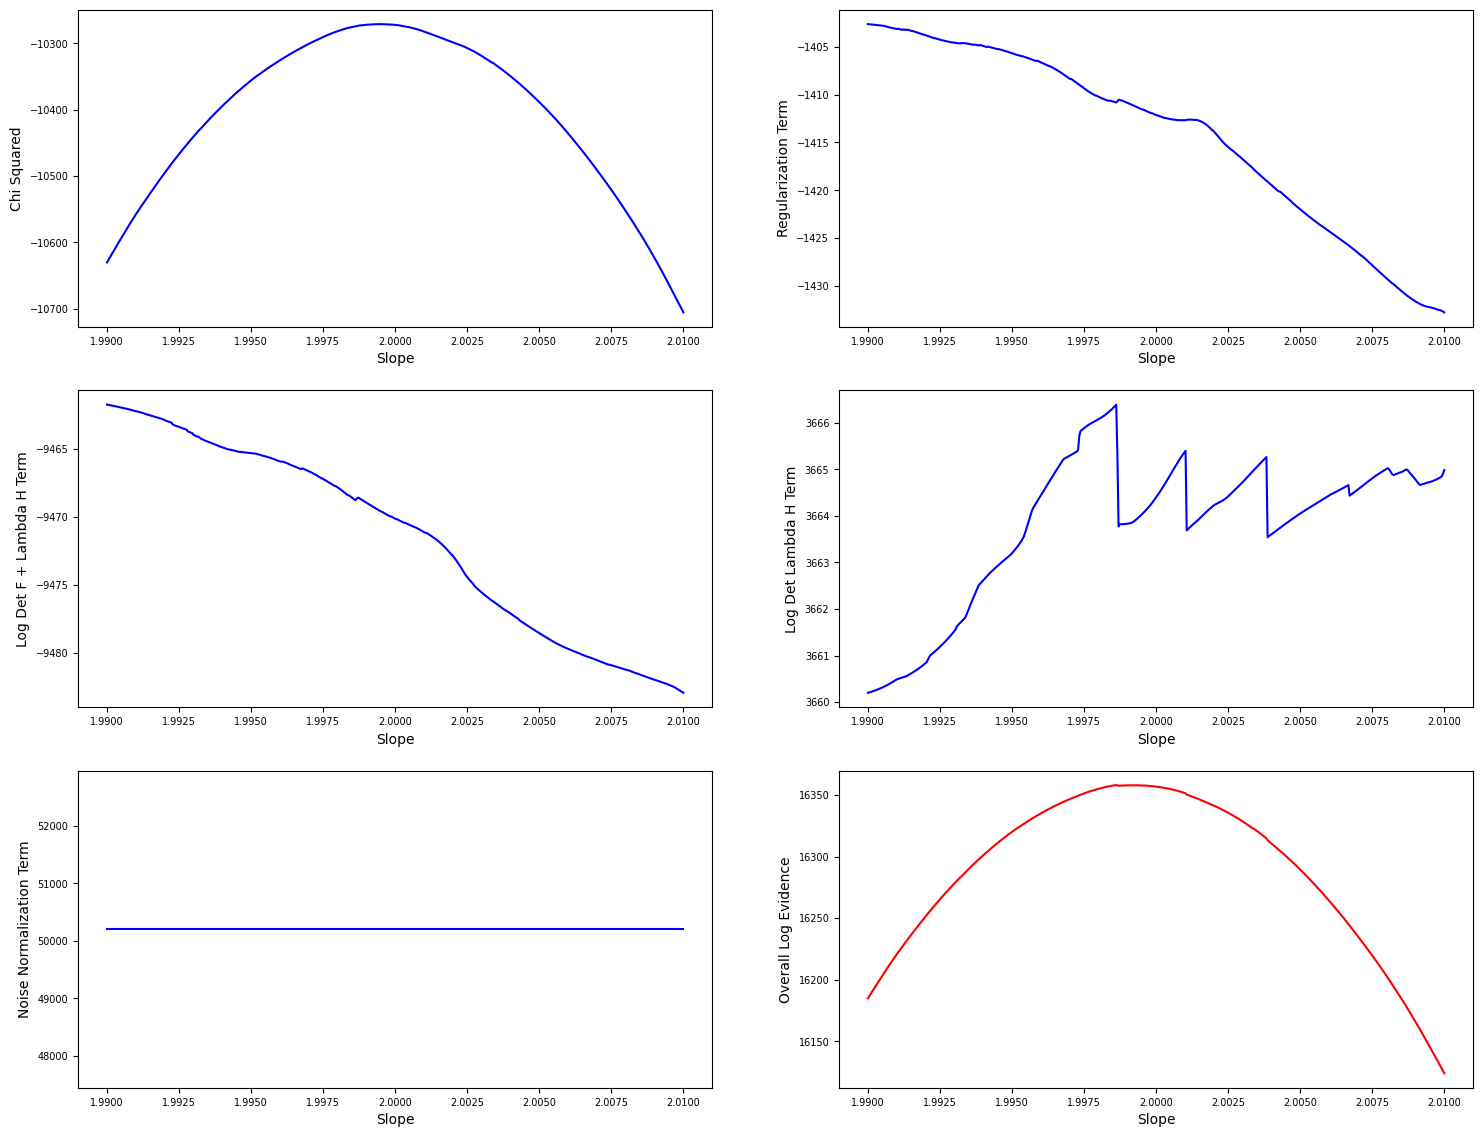 Chi Squared
−10300
−10400
−10500
−10600
−10700
1.9900 1.9925 1.9950 1.9975 2.0000 2.0025 2.0050 2.0075 2.0100
Slope
Regularization Term
−1405
−1410
−1415
−1420
−1425
−1430
1.9900 1.9925 1.9950 1.9975 2.0000 2.0025 2.0050 2.0075 2.0100
Slope
Log Det F + Lambda H Term
−9465
−9470
−9475
−9480
1.9900 1.9925 1.9950 1.9975 2.0000 2.0025 2.0050 2.0075 2.0100
Slope
Log Det Lambda H Term
3666
3665
3664
3663
3662
3661
3660
1.9900 1.9925 1.9950 1.9975 2.0000 2.0025 2.0050 2.0075 2.0100
Slope
Noise Normalization Term
52000
51000
50000
49000
48000
1.9900 1.9925 1.9950 1.9975 2.0000 2.0025 2.0050 2.0075 2.0100
Slope
Overall Log Evidence
16350
16300
16250
16200
16150
1.9900 1.9925 1.9950 1.9975 2.0000 2.0025 2.0050 2.0075 2.0100
Slope